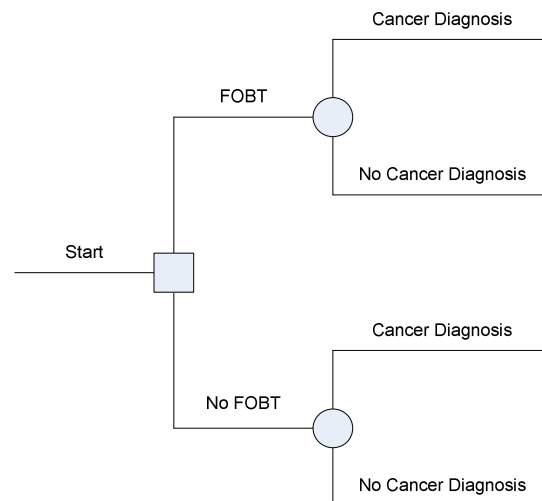 Cancer Diagnosis
FOBT
No Cancer Diagnosis
Start
Cancer Diagnosis
No FOBT
No Cancer Diagnosis